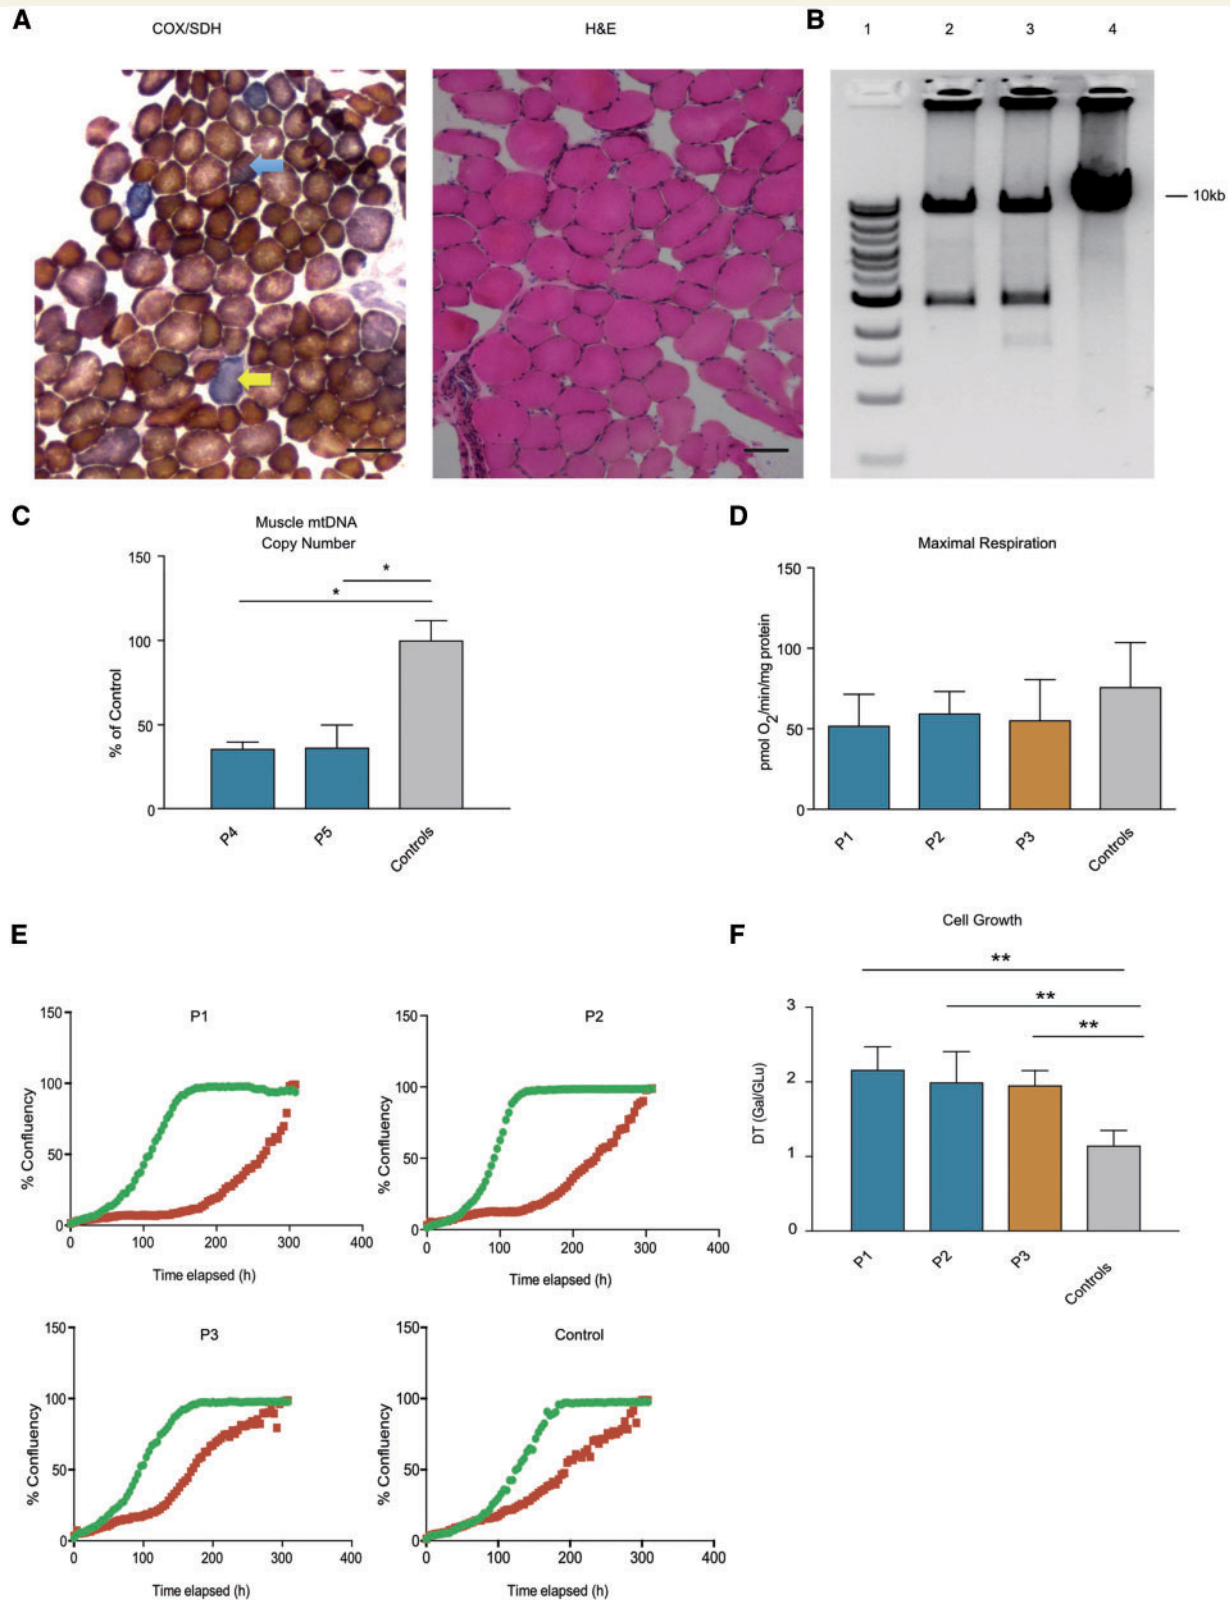 A
COX/SDH
H&E
B
1 2 3 4
10kb
C
Muscle mtDNA
Copy Number
% of Control
150
100
50
0
*
*
P4
P5
Controls
D
Maximal Respiration
pmol O2/min/mg protein
150
100
50
0
P1
P2
P3
Controls
E
P1
% Confluency
150
100
50
0
0 100 200 300 400
Time elapsed (h)
P2
% Confluency
150
100
50
0
0 100 200 300 400
Time elapsed (h)
P3
% Confluency
150
100
50
0
0 100 200 300 400
Time elapsed (h)
Control
% Confluency
150
100
50
0
0 100 200 300 400
Time elapsed (h)
F
Cell Growth
**
**
**
DT (Gal/GLu)
3
2
1
0
P1
P2
P3
Controls